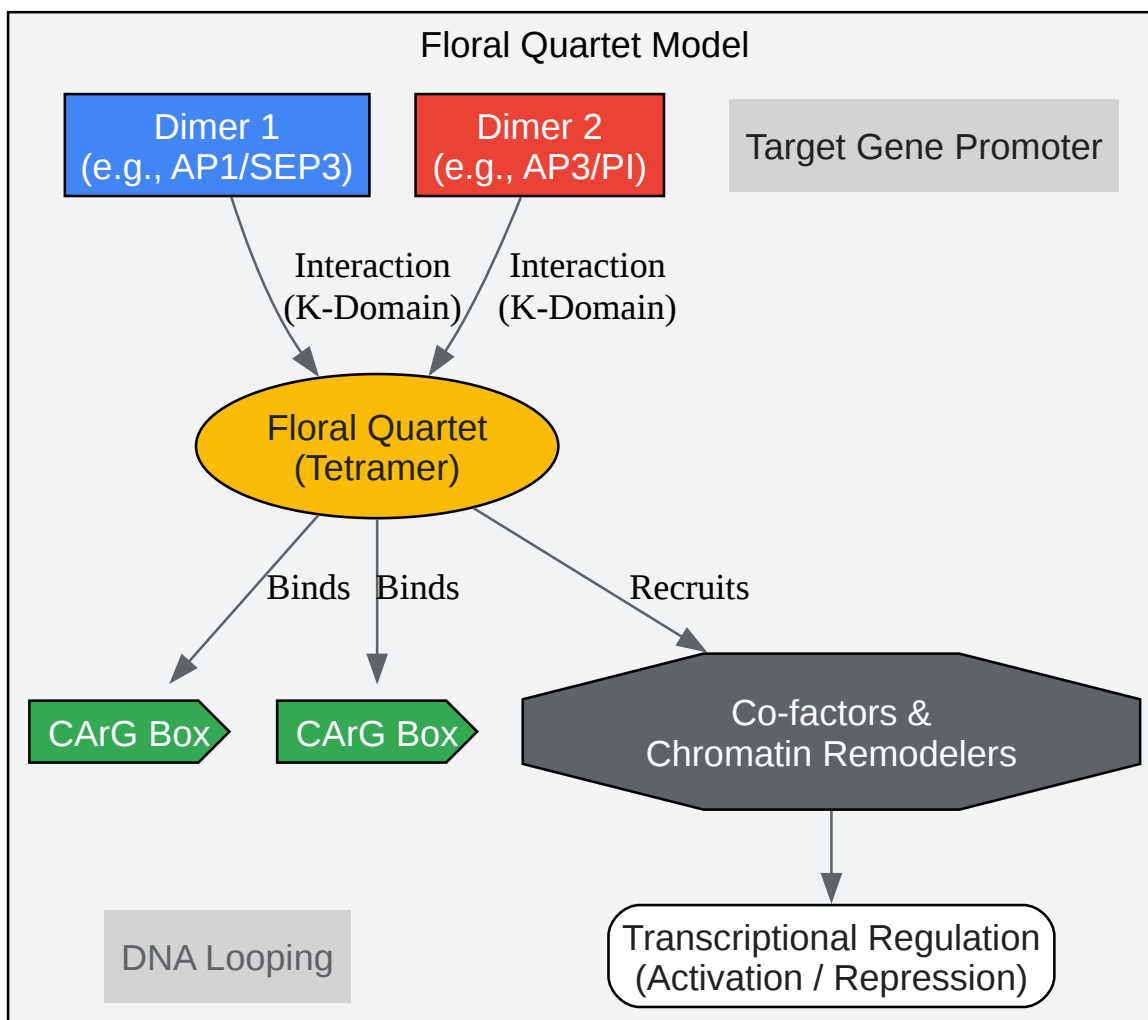 Floral Quartet Model
Dimer 1
(e.g., AP1/SEP3)
Dimer 2
(e.g., AP3/PI)
Target Gene Promoter
Interaction
(K-Domain)
Interaction
(K-Domain)
Floral Quartet
(Tetramer)
Binds
Binds
Recruits
CArG Box
CArG Box
Co-factors &
Chromatin Remodelers
DNA Looping
Transcriptional Regulation
(Activation / Repression)